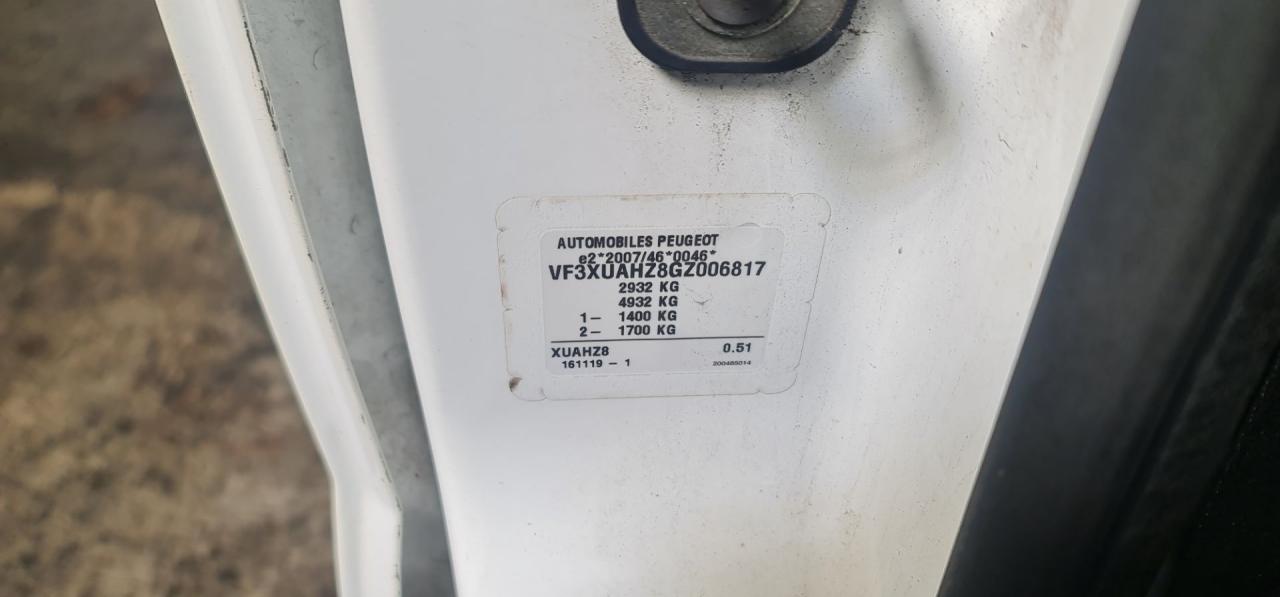 AUTOMOBILES PEUGEOT
e2*2007/46*0046*
VF3XUAHZ8GZ006817
2932 KG
4932 KG
1– 1400 KG
2– 1700 KG
XUAHZ8 0.51
161119 – 1 200485014